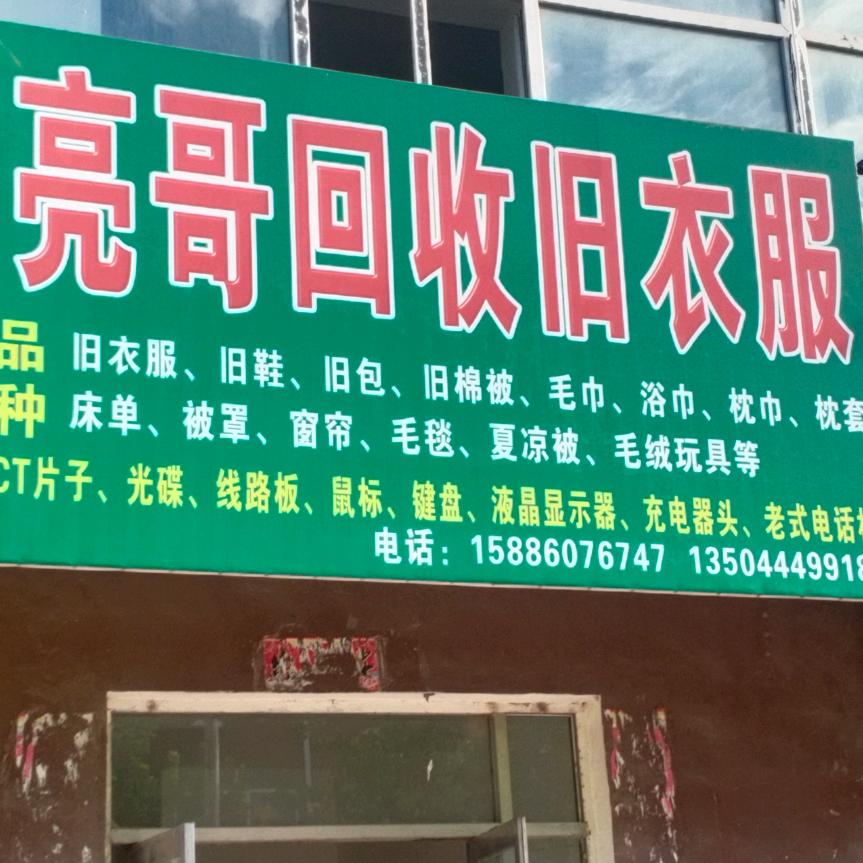 亮哥回收旧衣服
品种
旧衣服、旧鞋、旧包、旧棉被、毛巾、浴巾、枕巾、枕套
床单、被罩、窗帘、毛毯、夏凉被、毛绒玩具等
CT片子、光碟、线路板、鼠标、键盘、液晶显示器、充电器头、老式电话
电话：15886076747 13504449918